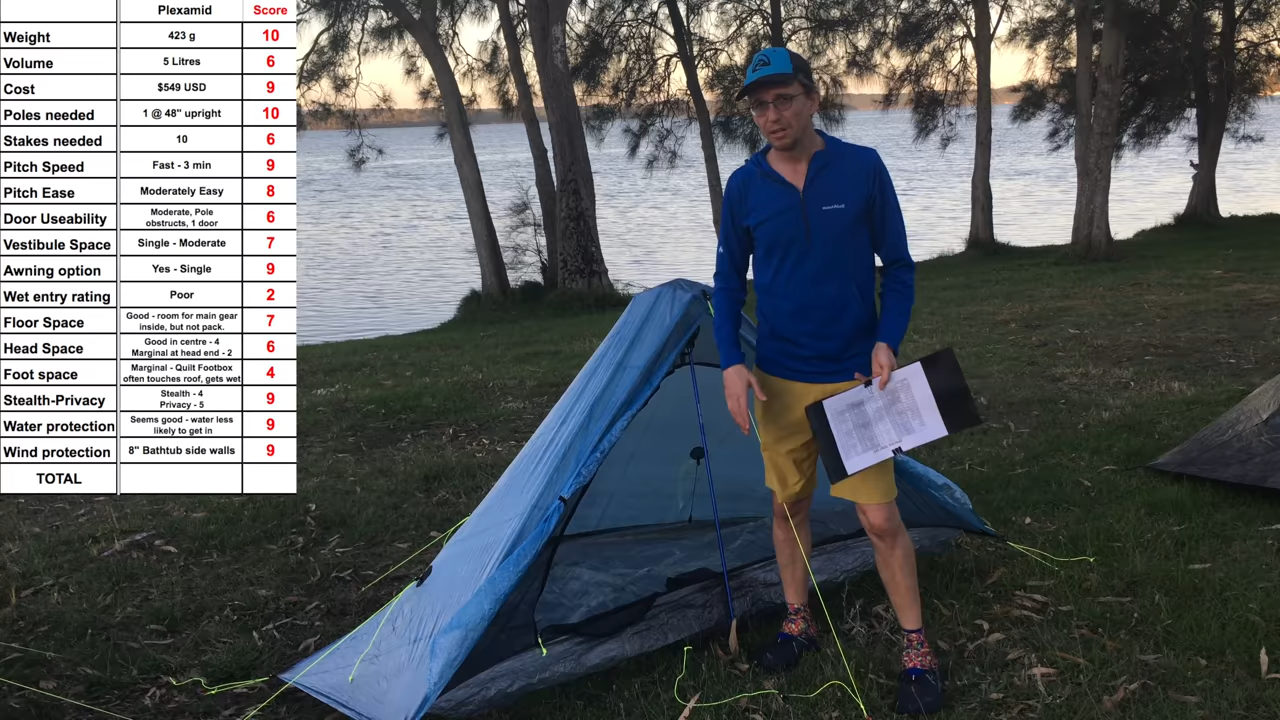 Plexamid Score
Weight 423 g 10
Volume 5 Litres 6
Cost $549 USD 9
Poles needed 1 @ 48" upright 10
Stakes needed 10 6
Pitch Speed Fast - 3 min 9
Pitch Ease Moderately Easy 8
Door Useability Moderate, Pole obstructs, 1 door 6
Vestibule Space Single - Moderate 7
Awning option Yes - Single 9
Wet entry rating Poor 2
Floor Space Good - room for main gear inside, but not pack. 7
Head Space Good in centre - 4 Marginal at head end - 2 6
Foot space Marginal - Quilt Footbox often touches roof, gets wet 4
Stealth-Privacy Stealth - 4 Privacy - 5 9
Water protection Seems good - water less likely to get in 9
Wind protection 8" Bathtub side walls 9
TOTAL